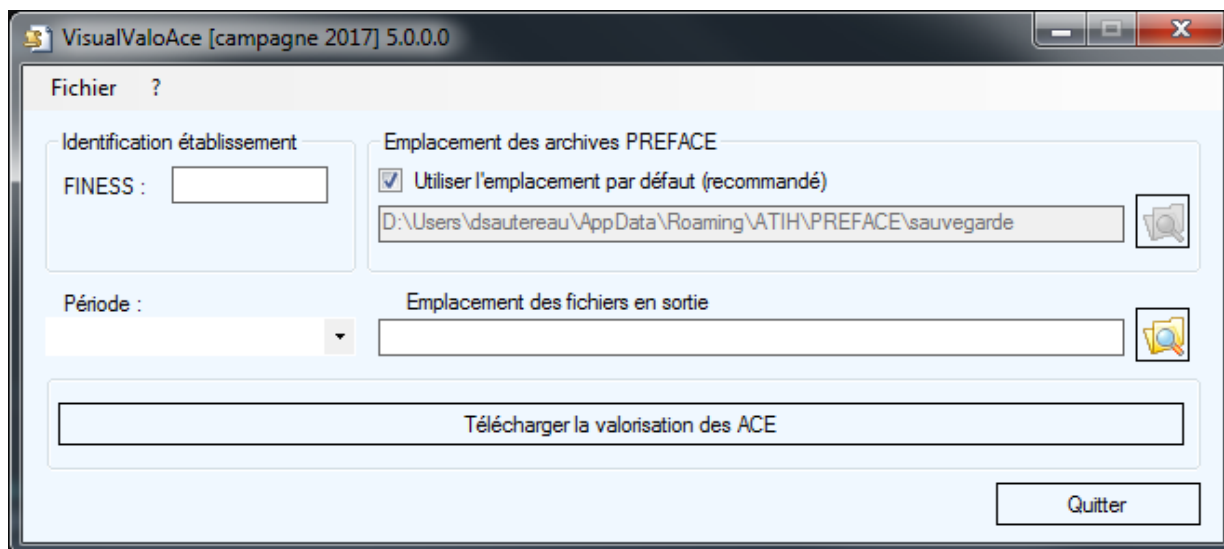 VisualValoAce [campagne 2017] 5.0.0.0
Fichier ?
Identification établissement
FINESS :
Emplacement des archives PREFACE
Utiliser l'emplacement par défaut (recommandé)
D:\Users\dsautereau\AppData\Roaming\ATIH\PREFACE\sauvegarde
Période :
Emplacement des fichiers en sortie
Télécharger la valorisation des ACE
Quitter